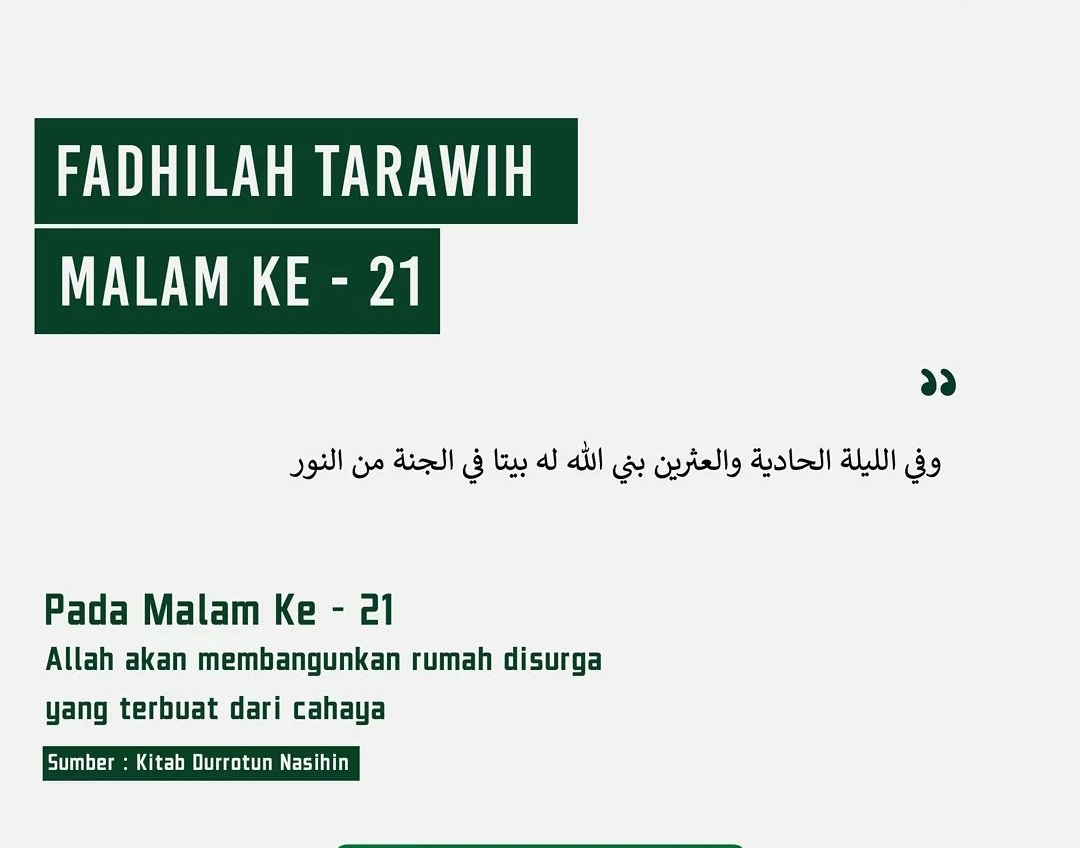 FADHILAH TARAWIH
MALAM KE - 21
وفي الليلة الحادية والعثرين بني الله له بيتا في الجنة من النور
Pada Malam Ke - 21
Allah akan membangunkan rumah disurga
yang terbuat dari cahaya
Sumber : Kitab Durrotun Nasihin